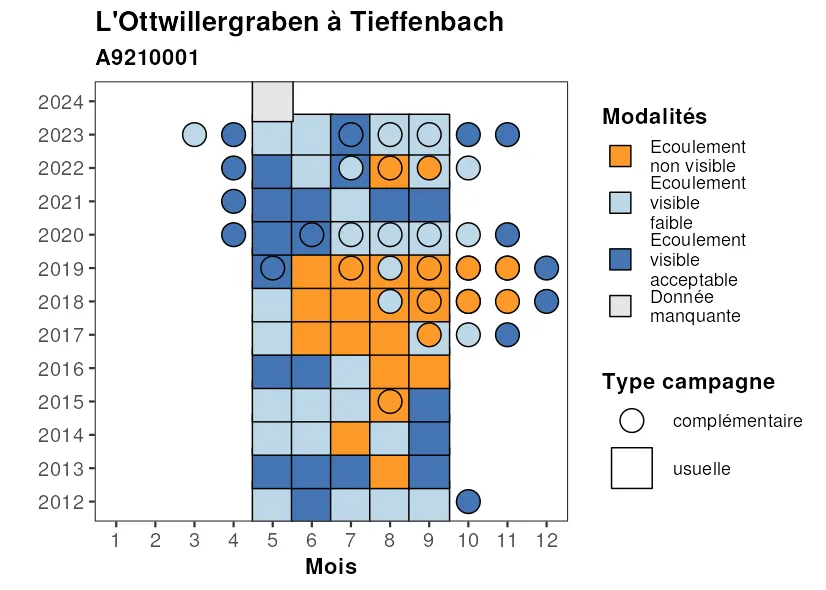 L'Ottwillergraben à Tieffenbach
A9210001
2024
2023
2022
2021
2020
2019
2018
2017
2016
2015
2014
2013
2012
1 2 3 4 5 6 7 8 9 10 11 12
Mois
Modalités
Ecoulement
non visible
Ecoulement
visible
faible
Ecoulement
visible
acceptable
Donnée
manquante
Type campagne
complémentaire
usuelle